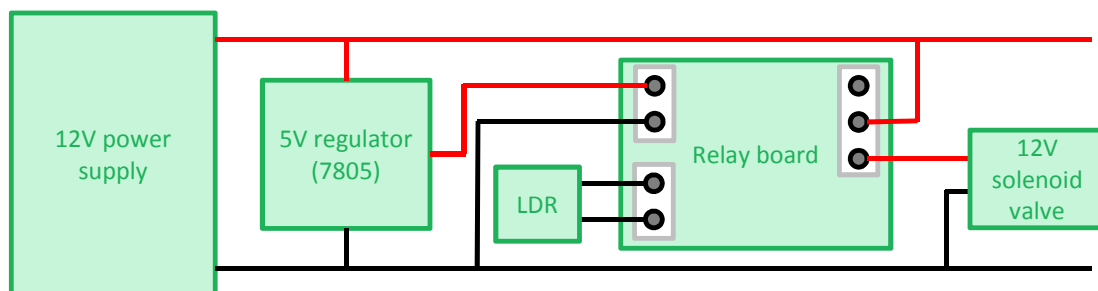 12V power
supply
5V regulator
(7805)
LDR
Relay board
12V
solenoid
valve